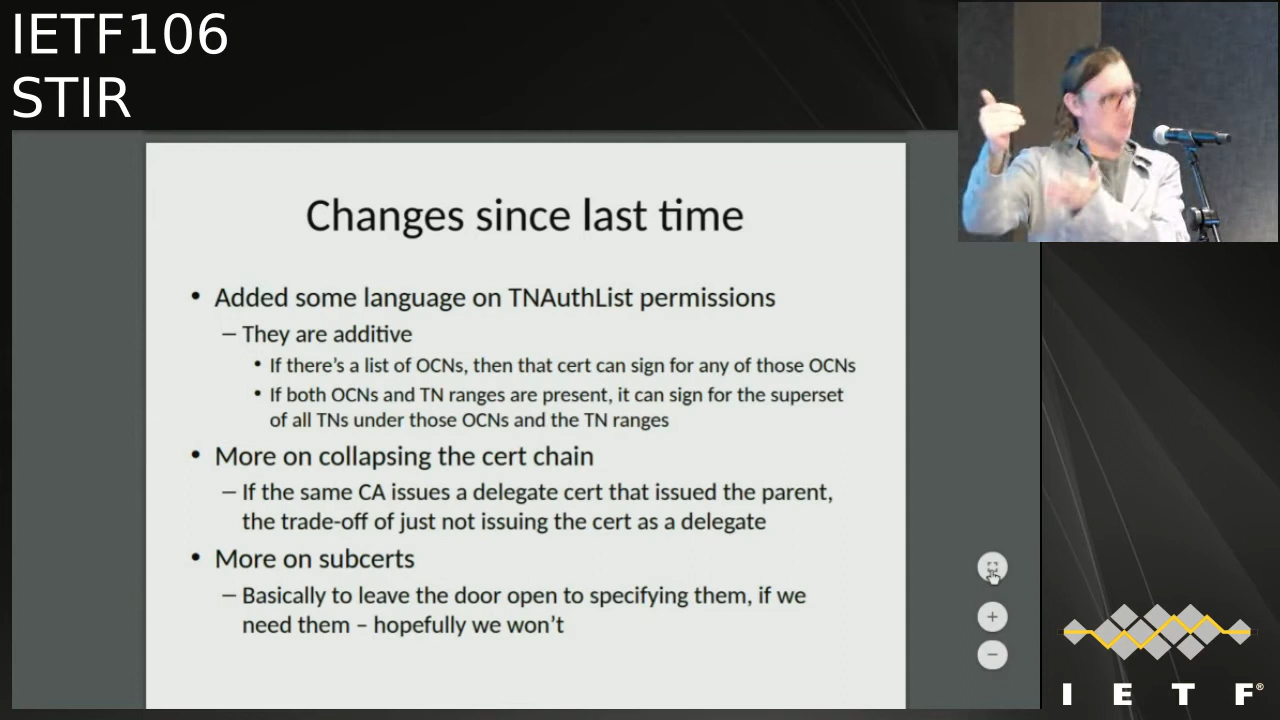 IETF106
STIR
Changes since last time
• Added some language on TNAuthList permissions
– They are additive
• If there's a list of OCNs, then that cert can sign for any of those OCNs
• If both OCNs and TN ranges are present, it can sign for the superset
of all TNs under those OCNs and the TN ranges
• More on collapsing the cert chain
– If the same CA issues a delegate cert that issued the parent,
the trade-off of just not issuing the cert as a delegate
• More on subcerts
– Basically to leave the door open to specifying them, if we
need them – hopefully we won't
I E T F®